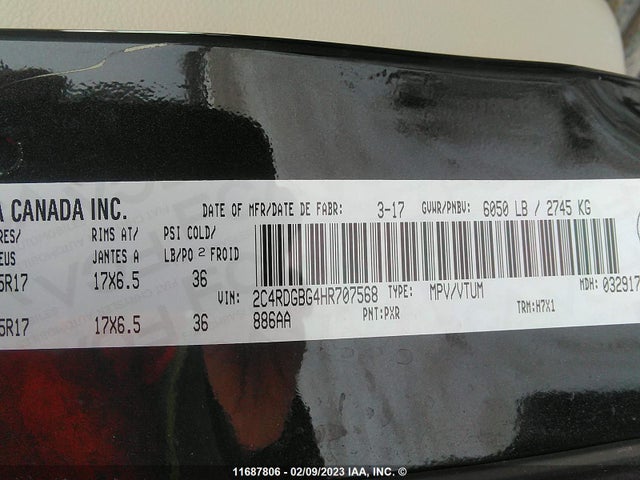 A CANADA INC. DATE OF MFR/DATE DE FABR: 3-17 GVWR/PNBV: 6050 LB / 2745 KG
RES/ RIMS AT/ PSI COLD/
EUS JANTES A LB/PO 2 FROID
5R17 17X6.5 36
VIN: 2C4RDGBG4HR707568 TYPE: MPV/VTUM MDH: 032917
5R17 17X6.5 36 886AA PNT:PXR TRM:H7X1
11687806 - 02/09/2023 IAA, INC. ©